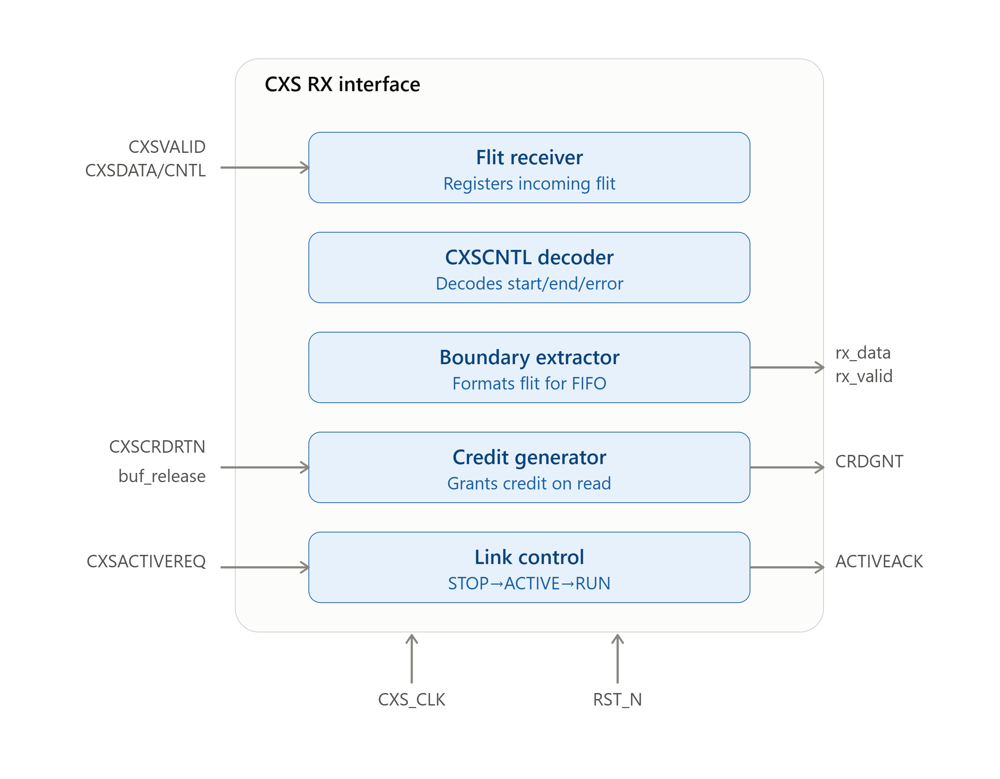 CXS RX interface
CXSVALID
CXSDATA/CNTL
Flit receiver
Registers incoming flit
CXSCNTL decoder
Decodes start/end/error
Boundary extractor
Formats flit for FIFO
rx_data
rx_valid
CXSCRDRTN
buf_release
Credit generator
Grants credit on read
CRDGNT
CXSACTIVEREQ
Link control
STOP→ACTIVE→RUN
ACTIVEACK
CXS_CLK
RST_N